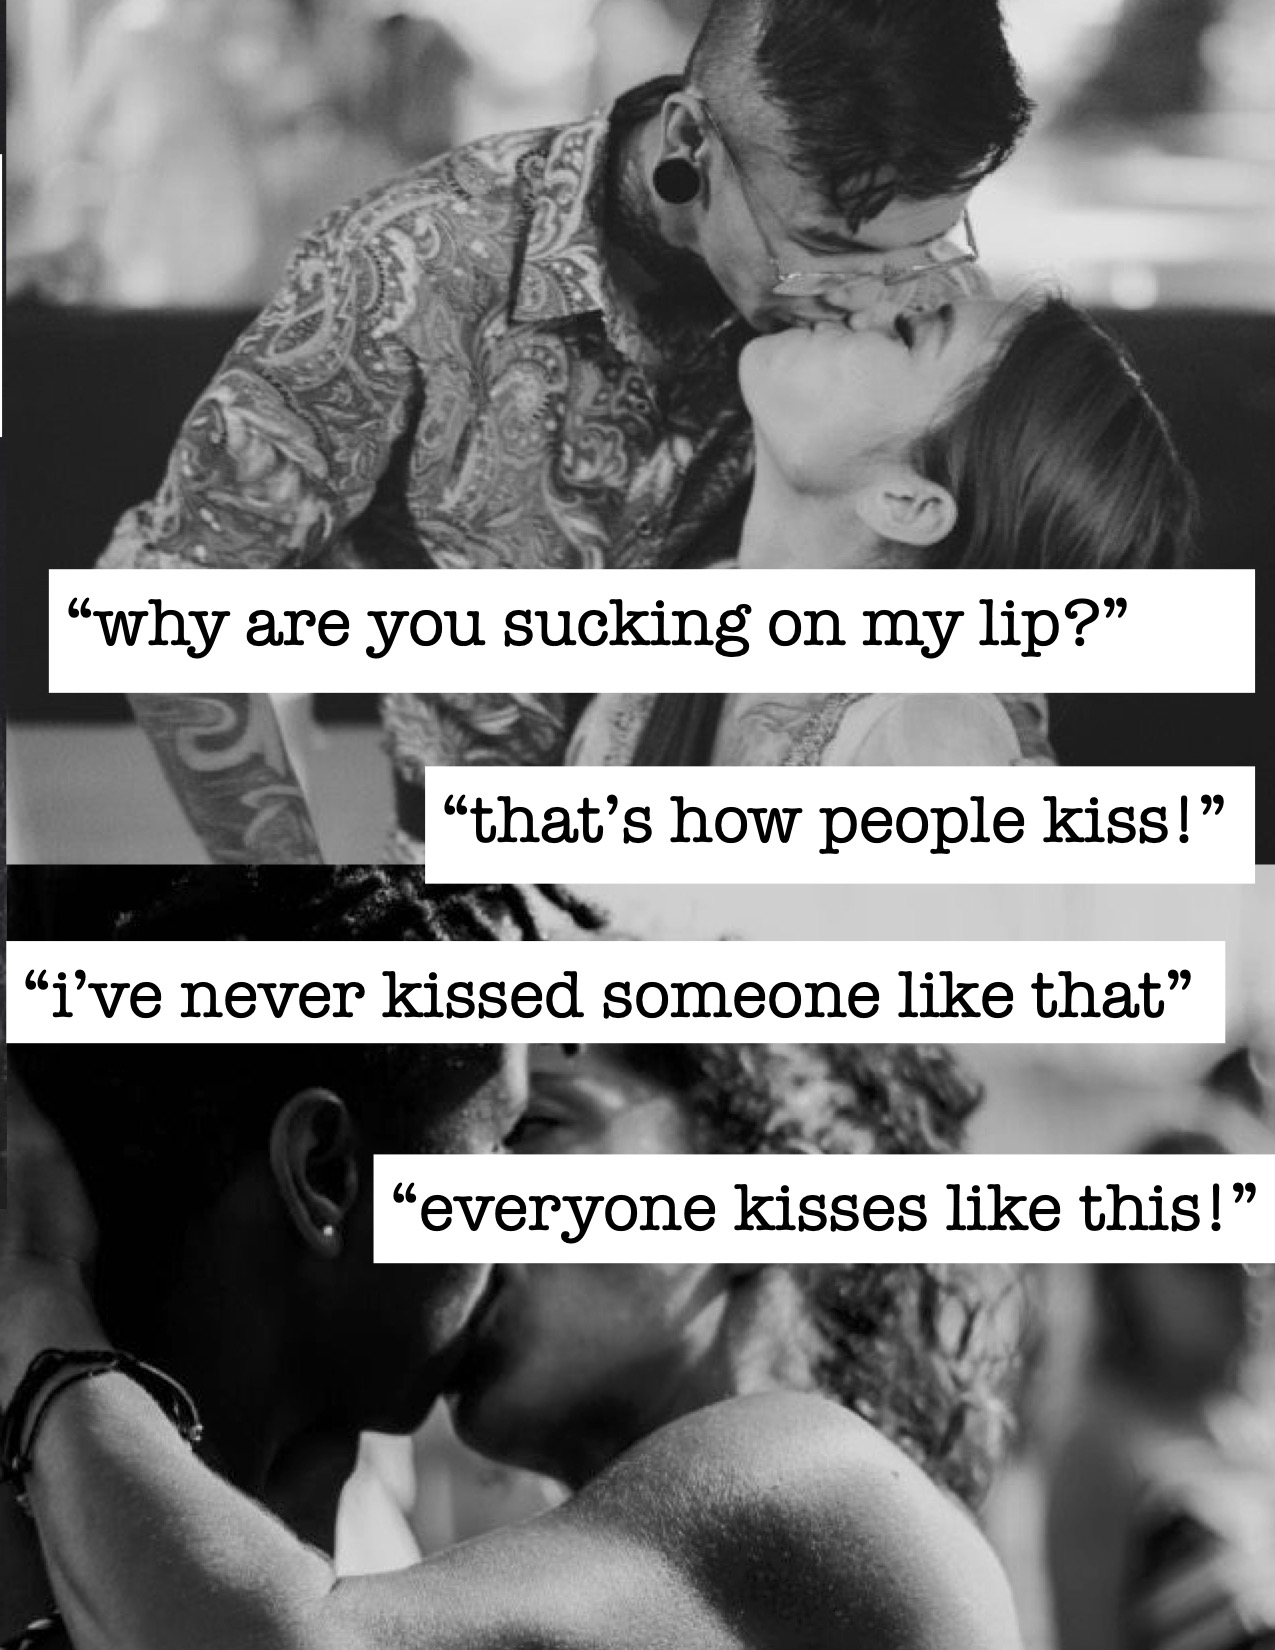 “why are you sucking on my lip?”
“that’s how people kiss!”
“i’ve never kissed someone like that”
“everyone kisses like this!”